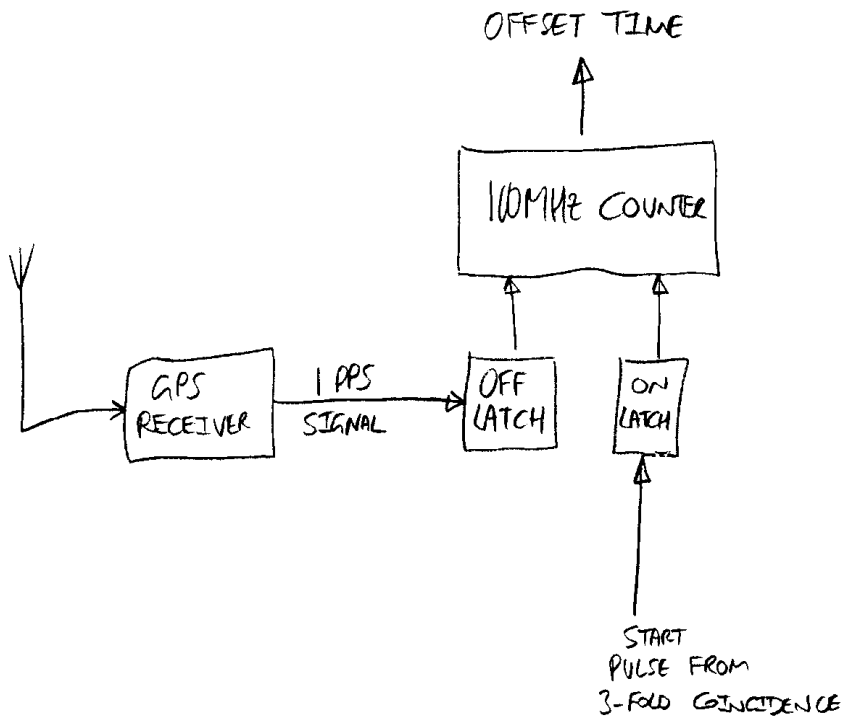 OFFSET TIME
100MHz COUNTER
GPS
RECEIVER
1 PPS
SIGNAL
OFF
LATCH
ON
LATCH
START
PULSE FROM
3-FOLD COINCIDENCE